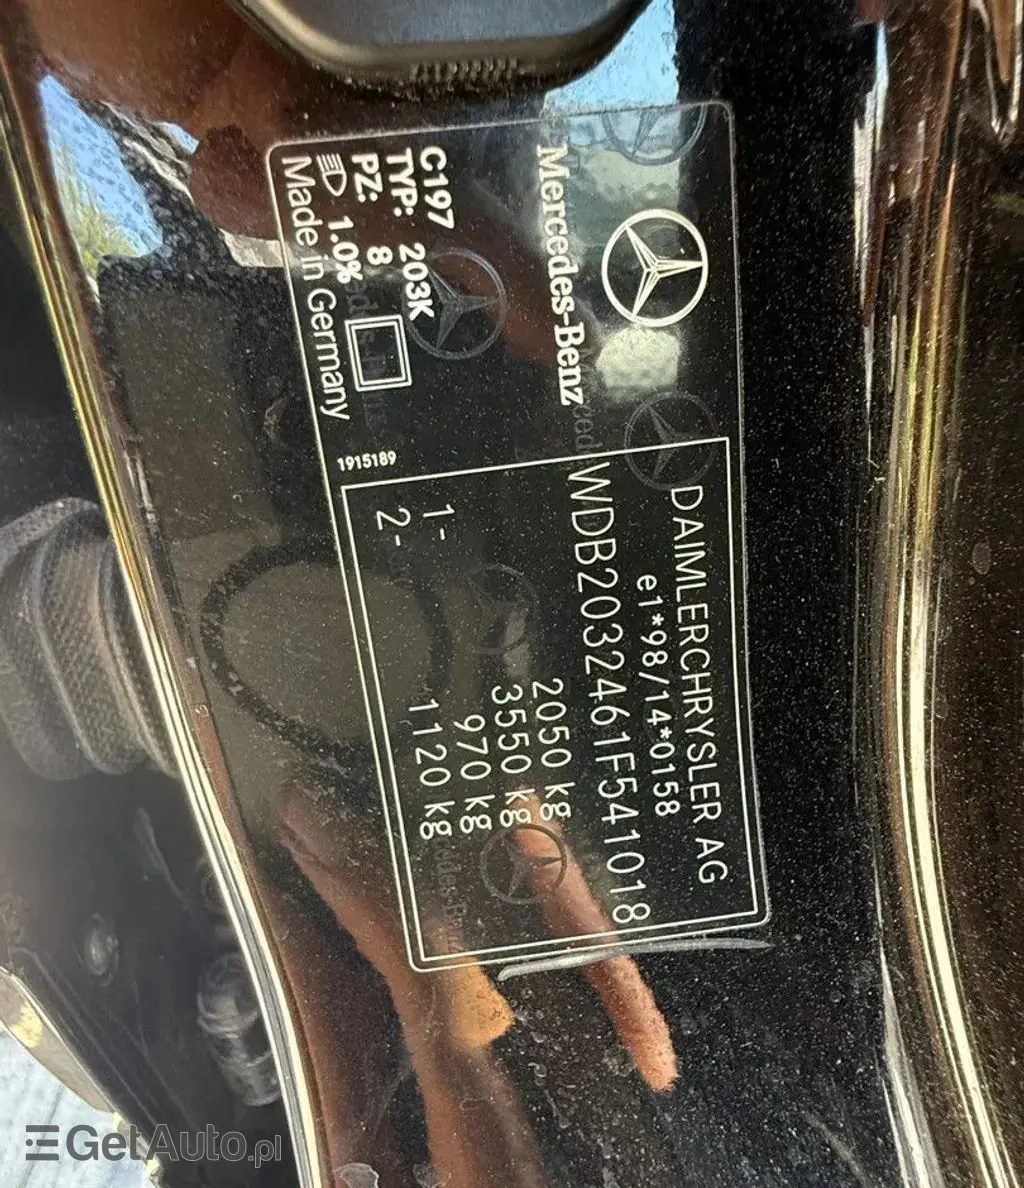 Mercedes-Benz
DAIMLERCHRYSLER AG
e1*98/14*0158
WDB2032461F541018
2050 kg
3550 kg
1- 970 kg
2- 1120 kg
C197
TYP: 203K
PZ: 8
1.0%
Made in Germany
1915189
GetAuto.pl